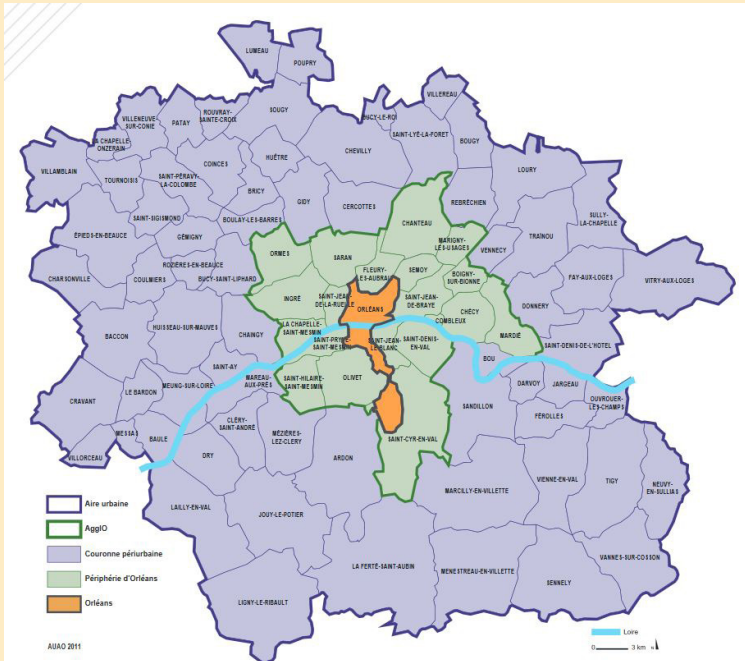 LUMEAU
POUPRY
VILLEREAU
VILLENEUVE-
SUR-CONIE
PATAY
ROUVRAY-
SAINTE-CROIX
SOUGY
BUCY-LE-ROI
SAINT-LYÉ-LA-FORET
BOUGY
LA CHAPELLE-
ONZERAIN
CHEVILLY
COINCES
HUÊTRE
LOURY
VILLAMBLAIN
TOURNOISIS
SAINT-PÉRAVY-
LA-COLOMBE
BRICY
GIDY
CERCOTTES
REBRÉCHIEN
SULLY-
LA-CHAPELLE
SAINT-SIGISMOND
BOULAY-LES-BARRES
CHANTEAU
ÉPIEDS-EN-BEAUCE
GÉMIGNY
TRAÎNOU
VENNECY
MARIGNY-
LES-USAGES
ORMES
SARAN
ROZIÈRES-EN-BEAUCE
CHARSONVILLE
COULMIERS
BUCY-SAINT-LIPHARD
FLEURY-
LES-AUBRAIS
SEMOY
BOIGNY-
SUR-BIONNE
FAY-AUX-LOGES
VITRY-AUX-LOGES
INGRÉ
SAINT-JEAN-
DE-LA-RUELLE
ORLÉANS
SAINT-JEAN-
DE-BRAYE
CHÉCY
DONNERY
COMBLEUX
HUISSEAU-SUR-MAUVES
CHAINGY
LA CHAPELLE-
SAINT-MESMIN
MARDIÉ
BACCON
SAINT-PRYVÉ-
SAINT-MESMIN
SAINT-JEAN-
LE-BLANC
SAINT-DENIS-
EN-VAL
SAINT-DENIS-DE-L'HOTEL
BOU
SAINT-AY
MAREAU-
AUX-PRÉS
SAINT-HILAIRE-
SAINT-MESMIN
OLIVET
DARVOY
JARGEAU
OUVROUER-
LES-CHAMPS
LE BARDON
MEUNG-SUR-LOIRE
CRAVANT
SANDILLON
FÉROLLES
CLÉRY-
SAINT-ANDRÉ
MÉZIÈRES-
LEZ-CLERY
MESSAS
BAULE
SAINT-CYR-EN-VAL
VILLORCEAU
DRY
ARDON
VIENNE-EN-VAL
TIGY
NEUVY-
EN-SULLIAS
MARCILLY-EN-VILLETTE
LAILLY-EN-VAL
JOUY-LE-POTIER
VANNES-SUR-COSSON
LA FERTÉ-SAINT-AUBIN
MENESTREAU-EN-VILLETTE
SENNELY
LIGNY-LE-RIBAULT
Aire urbaine
AgglO
Couronne périurbaine
Périphérie d'Orléans
Orléans
AUAO 2011
Loire
0 3 km
N